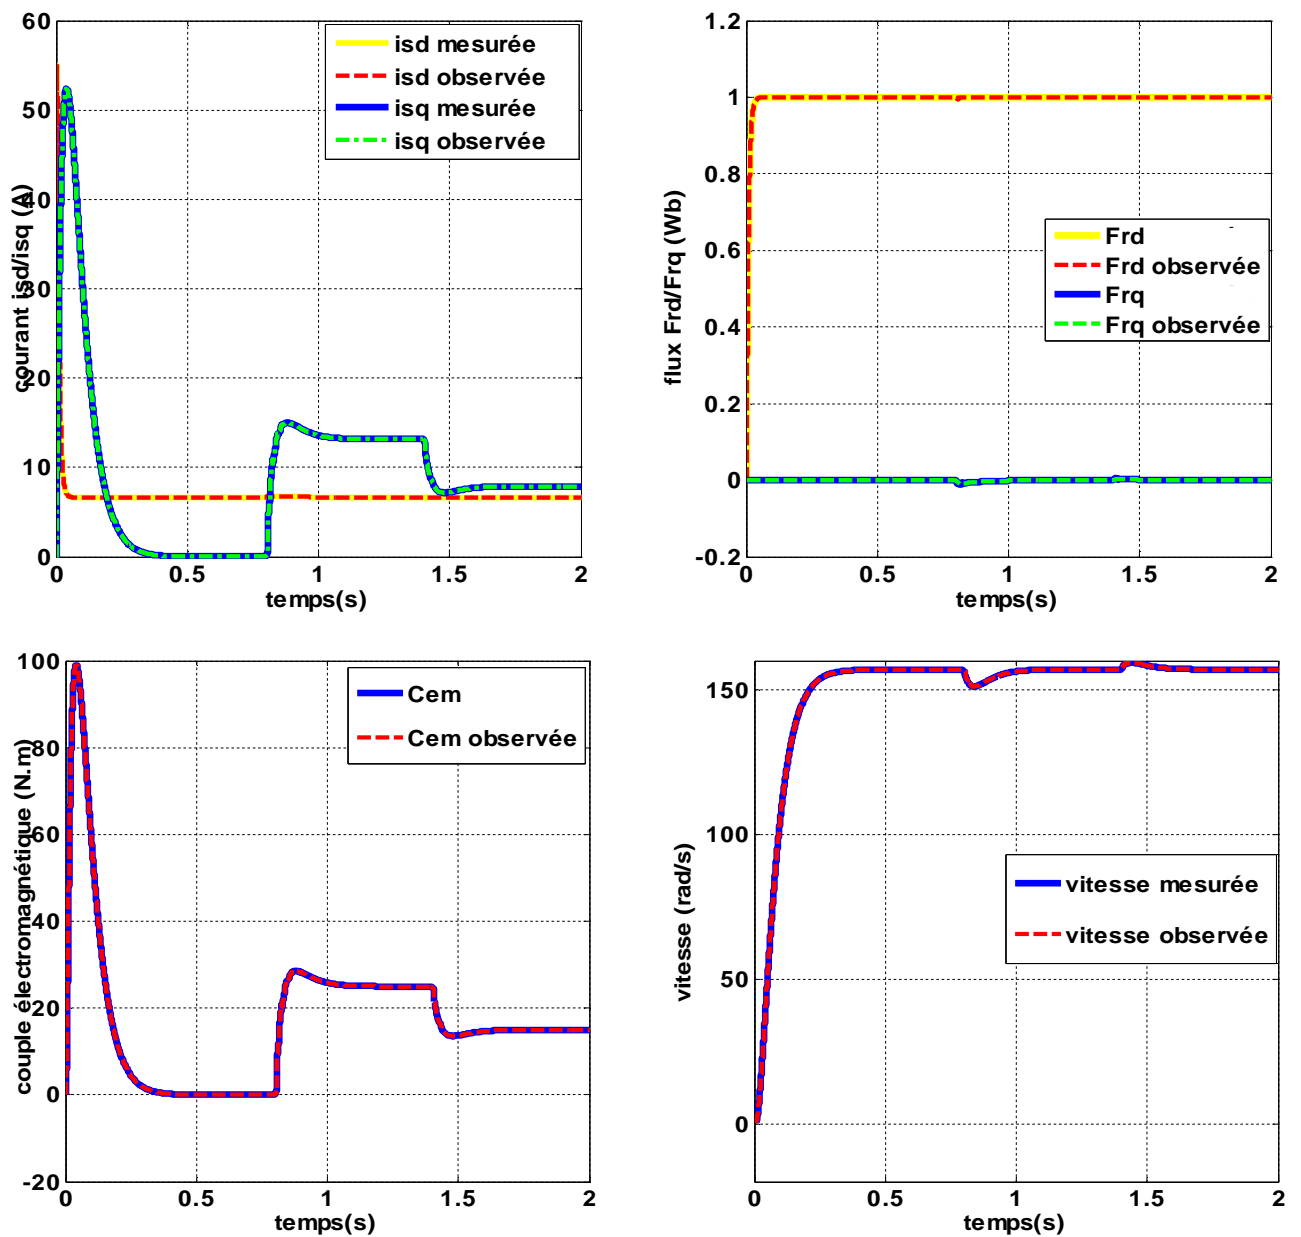 60
50
40
30
20
10
0
0
0.5
1
1.5
2
courant isd/isq (A)
temps(s)
isd mesurée
isd observée
isq mesurée
isq observée
1.2
1
0.8
0.6
0.4
0.2
0
-0.2
0
0.5
1
1.5
2
flux Frd/Frq (Wb)
temps(s)
Frd
Frd observée
Frq
Frq observée
100
80
60
40
20
0
-20
0
0.5
1
1.5
2
couple électromagnétique (N.m)
temps(s)
Cem
Cem observée
150
100
50
0
0
0.5
1
1.5
2
vitesse (rad/s)
temps(s)
vitesse mesurée
vitesse observée